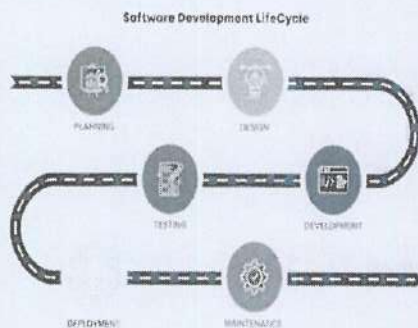 Software Development LifeCycle
PLANNING
DESIGN
TESTING
DEVELOPMENT
DEPLOYMENT
MAINTENANCE